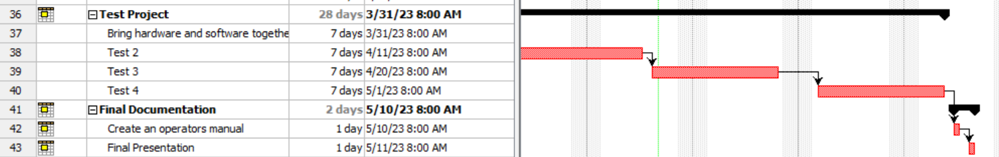 36 Test Project 28 days 3/31/23 8:00 AM
37 Bring hardware and software togethe 7 days 3/31/23 8:00 AM
38 Test 2 7 days 4/11/23 8:00 AM
39 Test 3 7 days 4/20/23 8:00 AM
40 Test 4 7 days 5/1/23 8:00 AM
41 Final Documentation 2 days 5/10/23 8:00 AM
42 Create an operators manual 1 day 5/10/23 8:00 AM
43 Final Presentation 1 day 5/11/23 8:00 AM